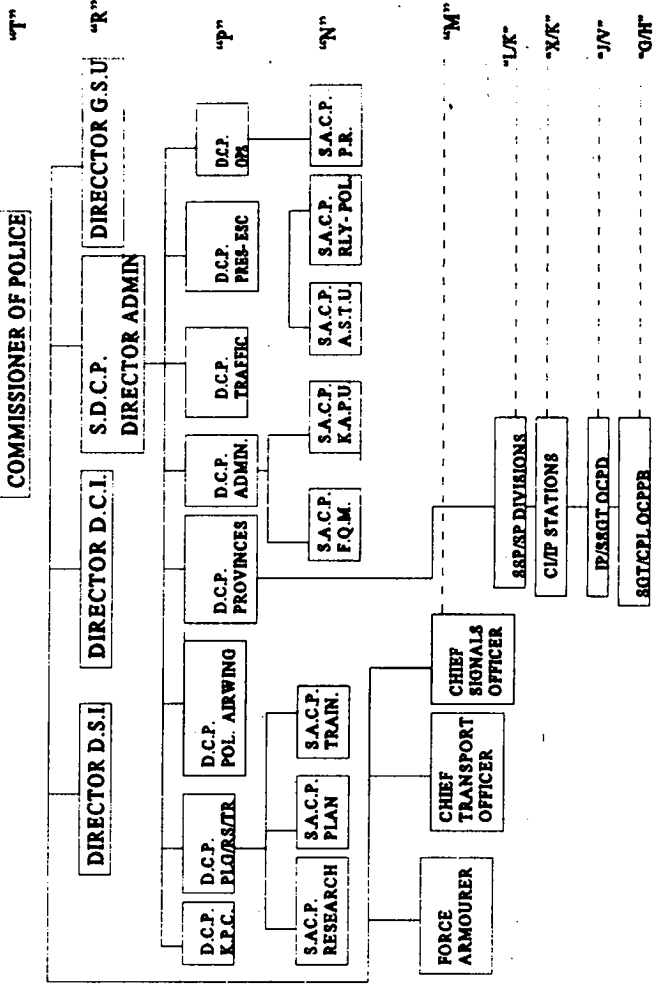 COMMISSIONER OF POLICE
"T"
DIRECTOR D.S.I
DIRECTOR D.C.I.
S.D.C.P.
DIRECTOR ADMIN
DIRECCTOR G.S.U
"R"
D.C.P.
K.P.C.
D.C.P.
PLG/RS/TR
D.C.P.
POL. AIRWING
D.C.P.
PROVINCES
D.C.P.
ADMIN.
D.C.P.
TRAFFIC
D.C.P.
PRES-ESC
D.C.P.
OPS
"P"
S.AC.P.
RESEARCH
S.A.C.P.
PLAN
S.A.C.P.
TRAIN.
S.A.C.P.
F.Q.M.
S.A.C.P.
K.A.P.U.
S.A.C.P.
A.S.T.U.
S.A.C.P.
RLY-POL.
S.A.C.P.
P.R.
"N"
FORCE
ARMOURER
CHIEF
TRANSPORT
OFFICER
CHIEF
SIGNALS
OFFICER
"M"
SSP/SP DIVISIONS
"L/K"
CI/IP STATIONS
"X/K"
IP/SSGT OCPD
"J/V"
SGT/CPL OCPPB
"G/H"